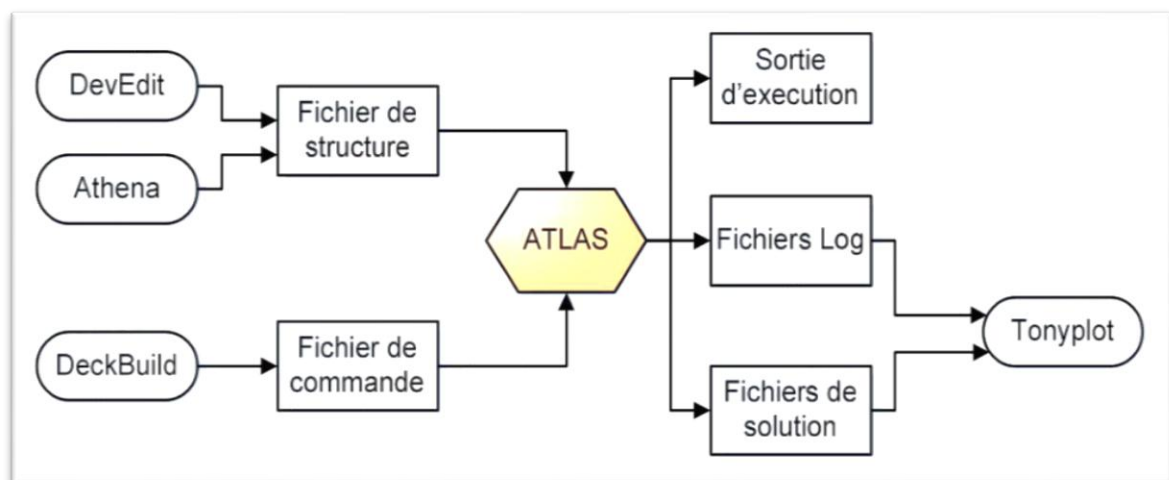 DevEdit
Athena
Fichier de
structure
DeckBuild
Fichier de
commande
ATLAS
Sortie
d'execution
Fichiers Log
Fichiers de
solution
Tonyplot